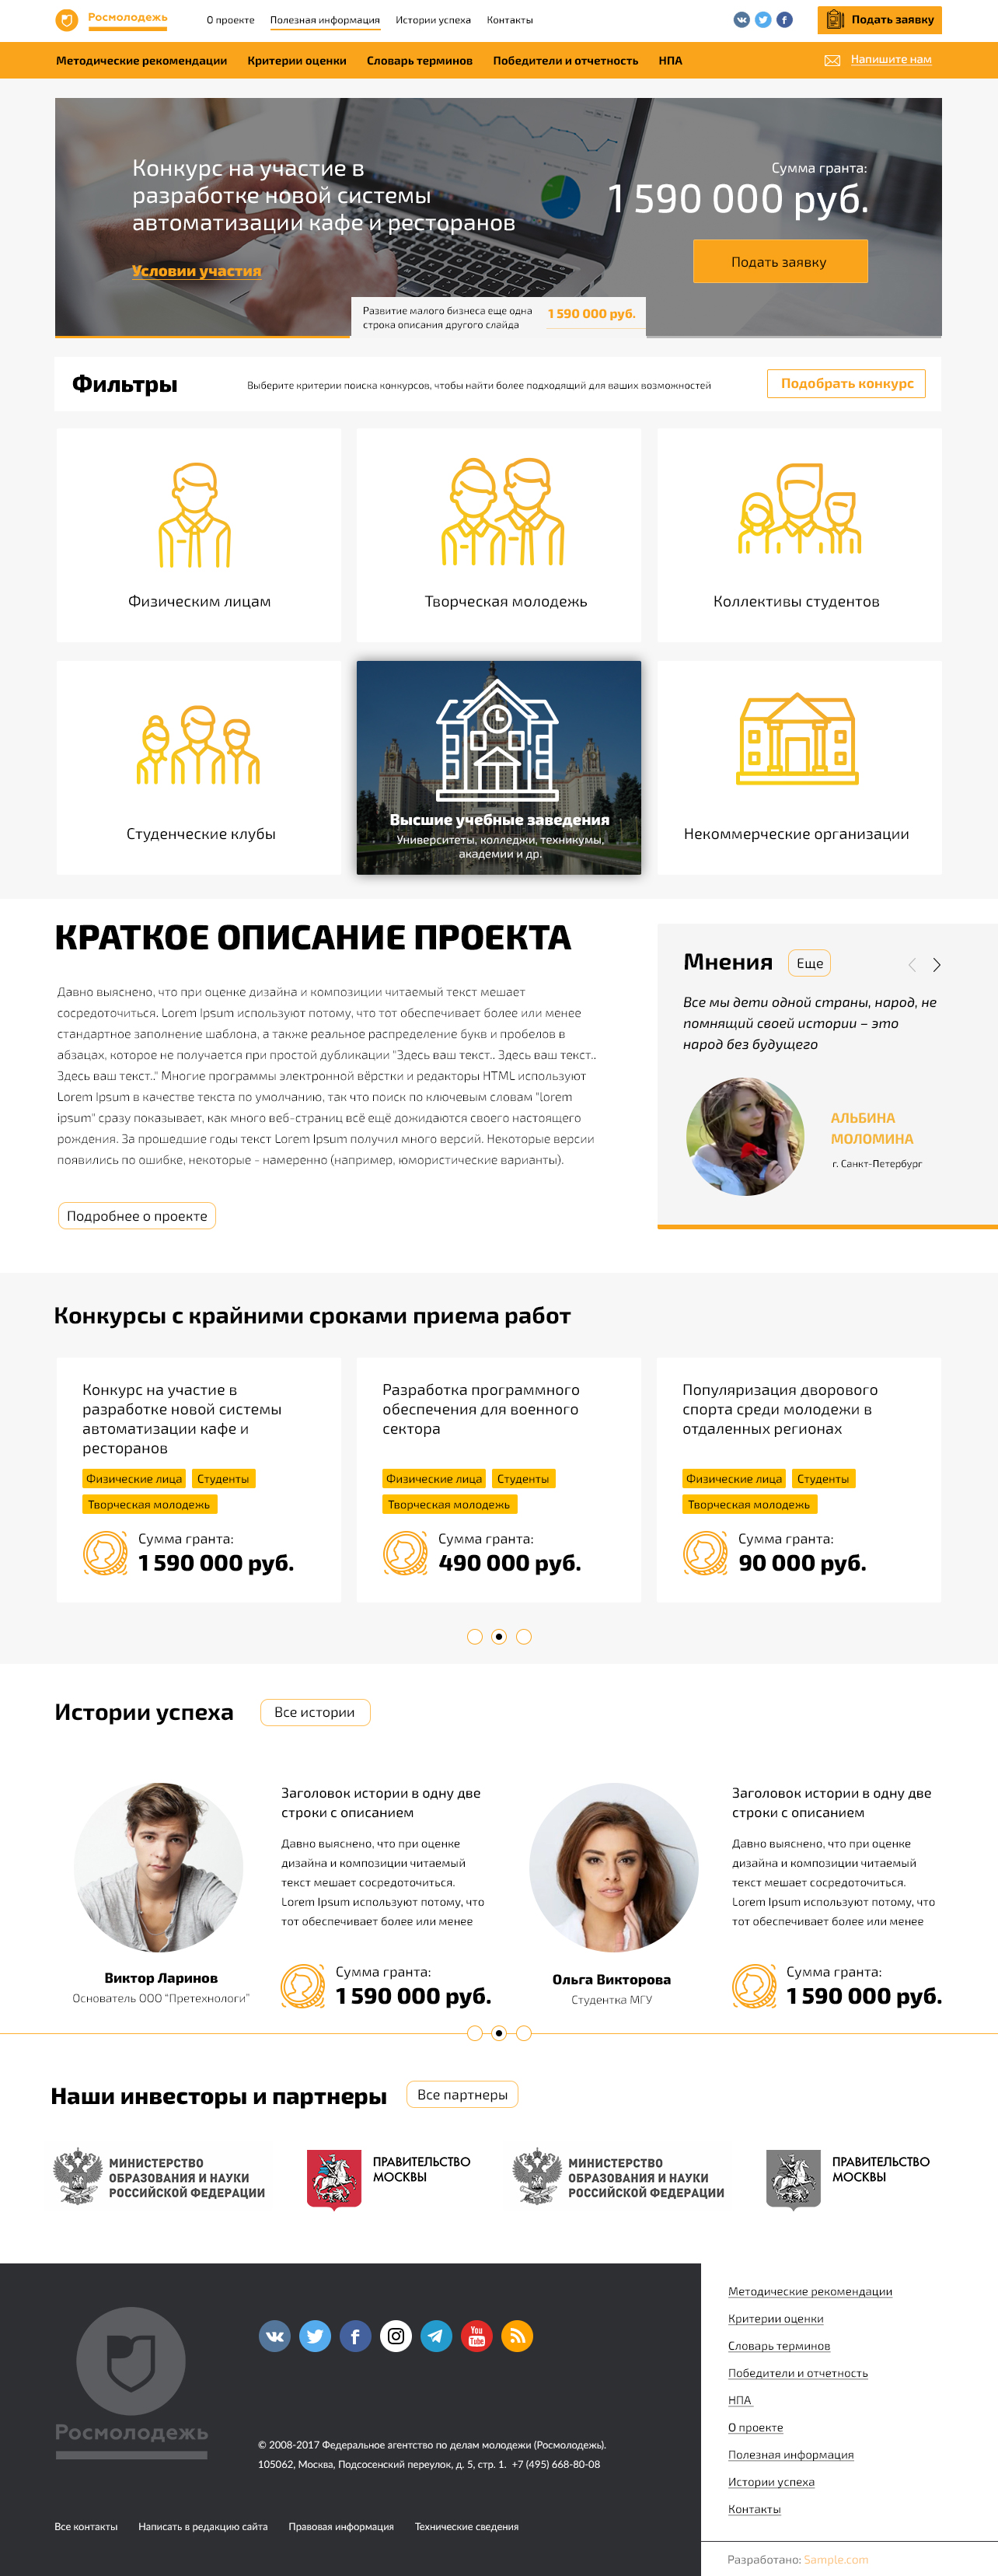 Росмолодежь
О проекте Полезная информация Истории успеха Контакты
Подать заявку
Методические рекомендации Критерии оценки Словарь терминов Победители и отчетность НПА
Напишите нам
Конкурс на участие в
разработке новой системы
автоматизации кафе и ресторанов
Условии участия
Сумма гранта:
1 590 000 руб.
Подать заявку
Развитие малого бизнеса еще одна
строка описания другого слайда
1 590 000 руб.
Фильтры
Выберите критерии поиска конкурсов, чтобы найти более подходящий для ваших возможностей
Подобрать конкурс
Физическим лицам
Творческая молодежь
Коллективы студентов
Студенческие клубы
Высшие учебные заведения
Университеты, колледжи, техникумы,
академии и др.
Некоммерческие организации
КРАТКОЕ ОПИСАНИЕ ПРОЕКТА
Давно выяснено, что при оценке дизайна и композиции читаемый текст мешает
сосредоточиться. Lorem Ipsum используют потому, что тот обеспечивает более или менее
стандартное заполнение шаблона, а также реальное распределение букв и пробелов в
абзацах, которое не получается при простой дубликации "Здесь ваш текст.. Здесь ваш текст..
Здесь ваш текст.." Многие программы электронной вёрстки и редакторы HTML используют
Lorem Ipsum в качестве текста по умолчанию, так что поиск по ключевым словам "lorem
ipsum" сразу показывает, как много веб-страниц всё ещё дожидаются своего настоящего
рождения. За прошедшие годы текст Lorem Ipsum получил много версий. Некоторые версии
появились по ошибке, некоторые - намеренно (например, юмористические варианты).
Подробнее о проекте
Мнения
Еще
Все мы дети одной страны, народ, не
помнящий своей истории – это
народ без будущего
АЛЬБИНА
МОЛОМИНА
г. Санкт-Петербург
Конкурсы с крайними сроками приема работ
Конкурс на участие в
разработке новой системы
автоматизации кафе и
ресторанов
Физические лица Студенты
Творческая молодежь
Сумма гранта:
1 590 000 руб.
Разработка программного
обеспечения для военного
сектора
Физические лица Студенты
Творческая молодежь
Сумма гранта:
490 000 руб.
Популяризация дворового
спорта среди молодежи в
отдаленных регионах
Физические лица Студенты
Творческая молодежь
Сумма гранта:
90 000 руб.
Истории успеха
Все истории
Заголовок истории в одну две
строки с описанием
Давно выяснено, что при оценке
дизайна и композиции читаемый
текст мешает сосредоточиться.
Lorem Ipsum используют потому, что
тот обеспечивает более или менее
Виктор Ларинов
Основатель ООО "Претехнологи"
Сумма гранта:
1 590 000 руб.
Заголовок истории в одну две
строки с описанием
Давно выяснено, что при оценке
дизайна и композиции читаемый
текст мешает сосредоточиться.
Lorem Ipsum используют потому, что
тот обеспечивает более или менее
Ольга Викторова
Студентка МГУ
Сумма гранта:
1 590 000 руб.
Наши инвесторы и партнеры
Все партнеры
МИНИСТЕРСТВО
ОБРАЗОВАНИЯ И НАУКИ
РОССИЙСКОЙ ФЕДЕРАЦИИ
ПРАВИТЕЛЬСТВО
МОСКВЫ
МИНИСТЕРСТВО
ОБРАЗОВАНИЯ И НАУКИ
РОССИЙСКОЙ ФЕДЕРАЦИИ
ПРАВИТЕЛЬСТВО
МОСКВЫ
Росмолодежь
You Tube
© 2008-2017 Федеральное агентство по делам молодежи (Росмолодежь).
105062, Москва, Подсосенский переулок, д. 5, стр. 1. +7 (495) 668-80-08
Все контакты Написать в редакцию сайта Правовая информация Технические сведения
Методические рекомендации
Критерии оценки
Словарь терминов
Победители и отчетность
НПА
О проекте
Полезная информация
Истории успеха
Контакты
Разработано: Sample.com